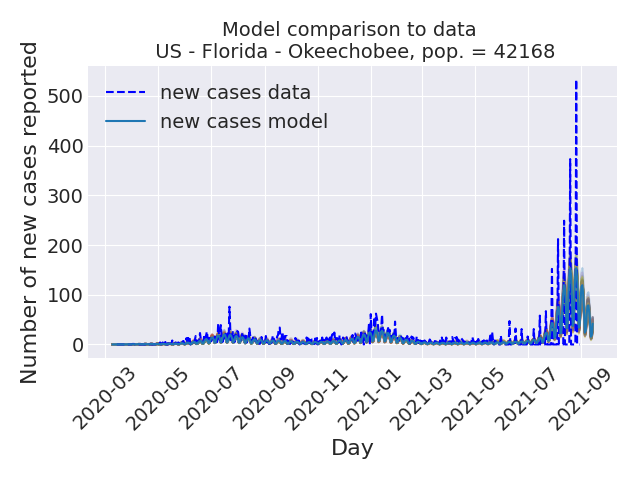 Model comparison to data
US - Florida - Okeechobee, pop. = 42168
Number of new cases reported
500
400
300
200
100
0
new cases data
new cases model
2020-03
2020-05
2020-07
2020-09
2020-11
2021-01
2021-03
2021-05
2021-07
2021-09
Day